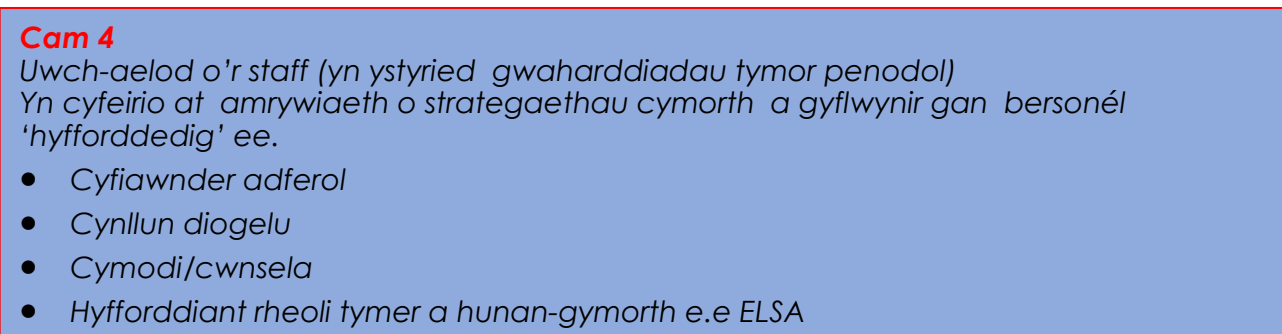 Cam 4
Uwch-aelod o'r staff (yn ystyried gwaharddiadau tymor penodol)
Yn cyfeirio at amrywiaeth o strategaethau cymorth a gyflwynir gan bersonél
'hyfforddedig' ee.
• Cyfiawnder adferol
• Cynllun diogelu
• Cymodi/cwnsela
• Hyfforddiant rheoli tymer a hunan-gymorth e.e ELSA